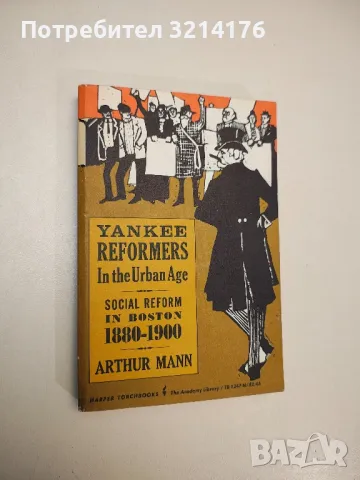 Потребител 3214176
YANKEE
REFORMERS
In the Urban Age
SOCIAL REFORM
IN BOSTON
1880-1900
ARTHUR MANN
HARPER TORCHBOOKS The Academy Library
bazar